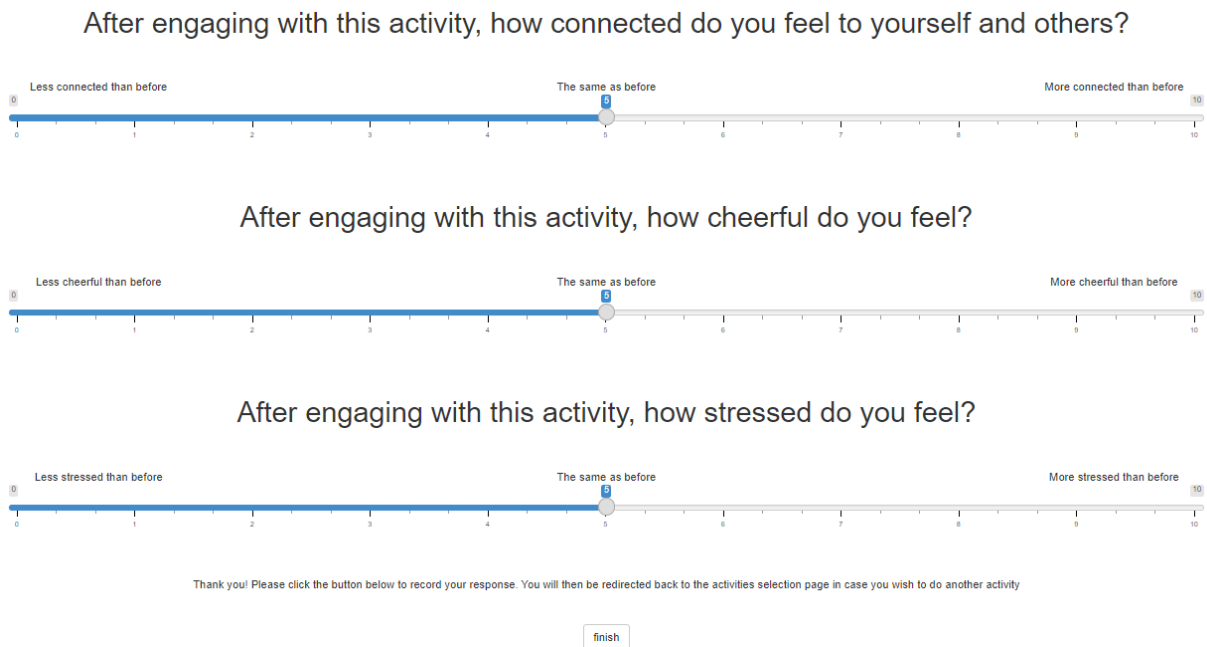 After engaging with this activity, how connected do you feel to yourself and others?
Less connected than before The same as before More connected than before
0 5 10
0 1 2 3 4 5 6 7 8 9 10
After engaging with this activity, how cheerful do you feel?
Less cheerful than before The same as before More cheerful than before
0 5 10
0 1 2 3 4 5 6 7 8 9 10
After engaging with this activity, how stressed do you feel?
Less stressed than before The same as before More stressed than before
0 5 10
0 1 2 3 4 5 6 7 8 9 10
Thank you! Please click the button below to record your response. You will then be redirected back to the activities selection page in case you wish to do another activity
finish